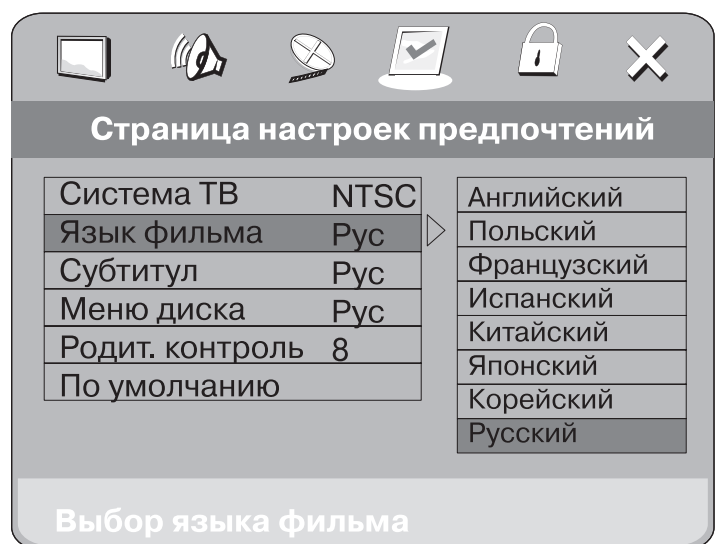 Страница настроек предпочтений
Система ТВ NTSC
Язык фильма Рус
Субтитул Рус
Меню диска Рус
Родит. контроль 8
По умолчанию
Английский
Польский
Французский
Испанский
Китайский
Японский
Корейский
Русский
Выбор языка фильма